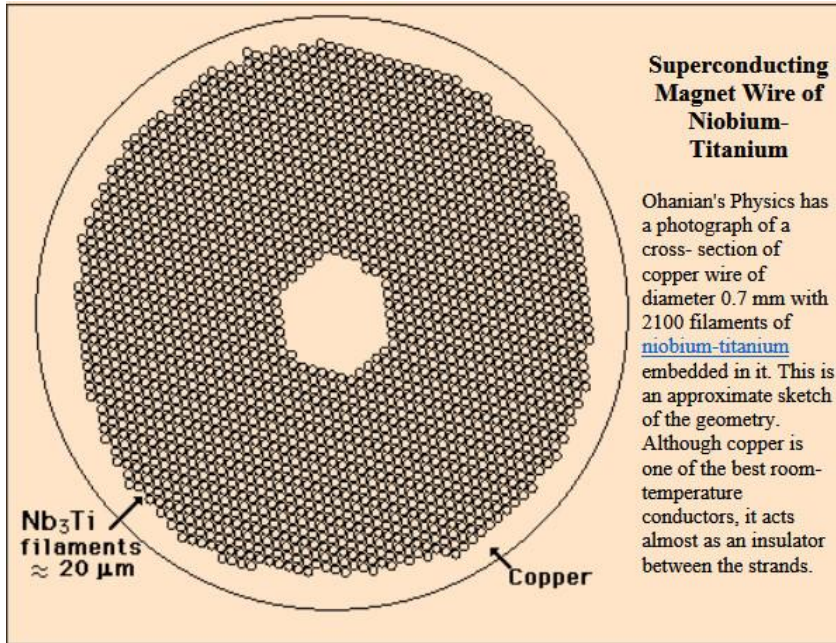 Superconducting
Magnet Wire of
Niobium-
Titanium
Ohanian's Physics has
a photograph of a
cross- section of
copper wire of
diameter 0.7 mm with
2100 filaments of
niobium-titanium
embedded in it. This is
an approximate sketch
of the geometry.
Although copper is
one of the best room-
temperature
conductors, it acts
almost as an insulator
between the strands.
Nb₃Ti
filaments
≈ 20 μm
Copper